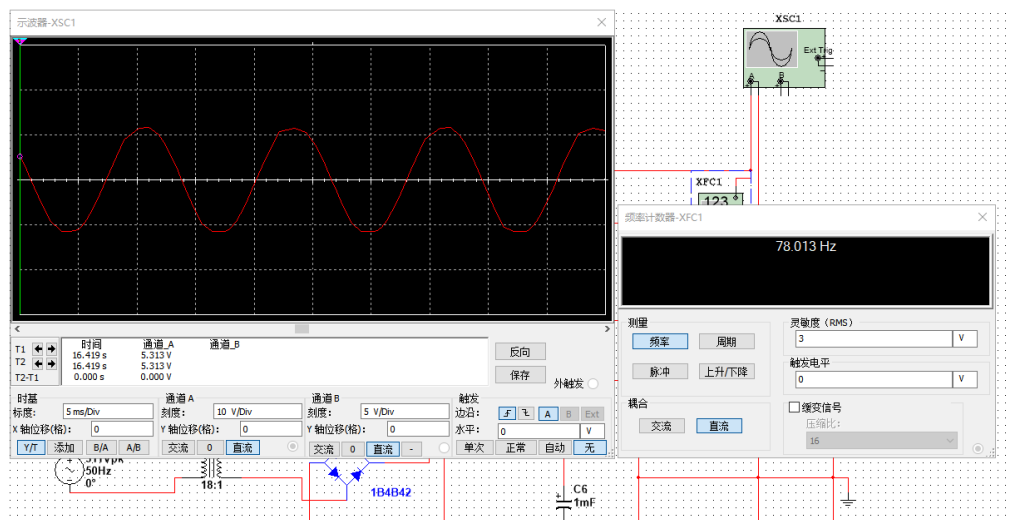 示波器-XSC1
XSC1
Ext Trig
A
B
XFC1
123
频率计数器-XFC1
78.013 Hz
测量
频率
周期
脉冲
上升/下降
耦合
交流
直流
灵敏度（RMS）
3
V
触发电平
0
V
缓变信号
压缩比:
16
T1
T2
T2-T1
时间
通道_A
通道_B
16.419 s
5.313 V
16.419 s
5.313 V
0.000 s
0.000 V
反向
保存
外触发
时基
标度:
5 ms/Div
X 轴位移(格):
0
Y/T
添加
B/A
A/B
通道 A
刻度:
10 V/Div
Y 轴位移(格):
0
交流
0
直流
通道 B
刻度:
5 V/Div
Y 轴位移(格):
0
交流
0
直流
-
触发
边沿:
A
B
Ext
水平:
0
V
单次
正常
自动
无
311Vpk
50Hz
0°
18:1
1B4B42
C6
1mF